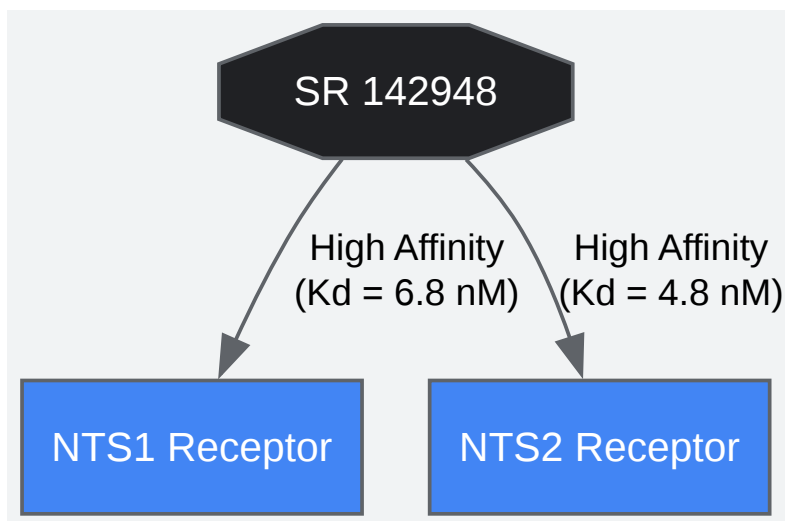 SR 142948
High Affinity
(Kd = 6.8 nM)
High Affinity
(Kd = 4.8 nM)
NTS1 Receptor
NTS2 Receptor